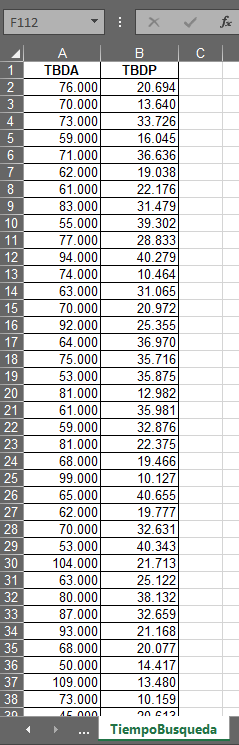 F112 fx
A B C
1 TBDA TBDP
2 76.000 20.694
3 70.000 13.640
4 73.000 33.726
5 59.000 16.045
6 71.000 36.636
7 62.000 19.038
8 61.000 22.176
9 83.000 31.479
10 55.000 39.302
11 77.000 28.833
12 94.000 40.279
13 74.000 10.464
14 63.000 31.065
15 70.000 20.972
16 92.000 25.355
17 64.000 36.970
18 75.000 35.716
19 53.000 35.875
20 81.000 12.982
21 61.000 35.981
22 59.000 32.876
23 81.000 22.375
24 68.000 19.466
25 99.000 10.127
26 65.000 40.655
27 62.000 19.777
28 70.000 32.631
29 53.000 40.343
30 104.000 21.713
31 63.000 25.122
32 80.000 38.132
33 87.000 32.659
34 93.000 21.168
35 68.000 20.077
36 50.000 14.417
37 109.000 13.480
38 73.000 10.159
39 45.000 20.613
... TiempoBusqueda